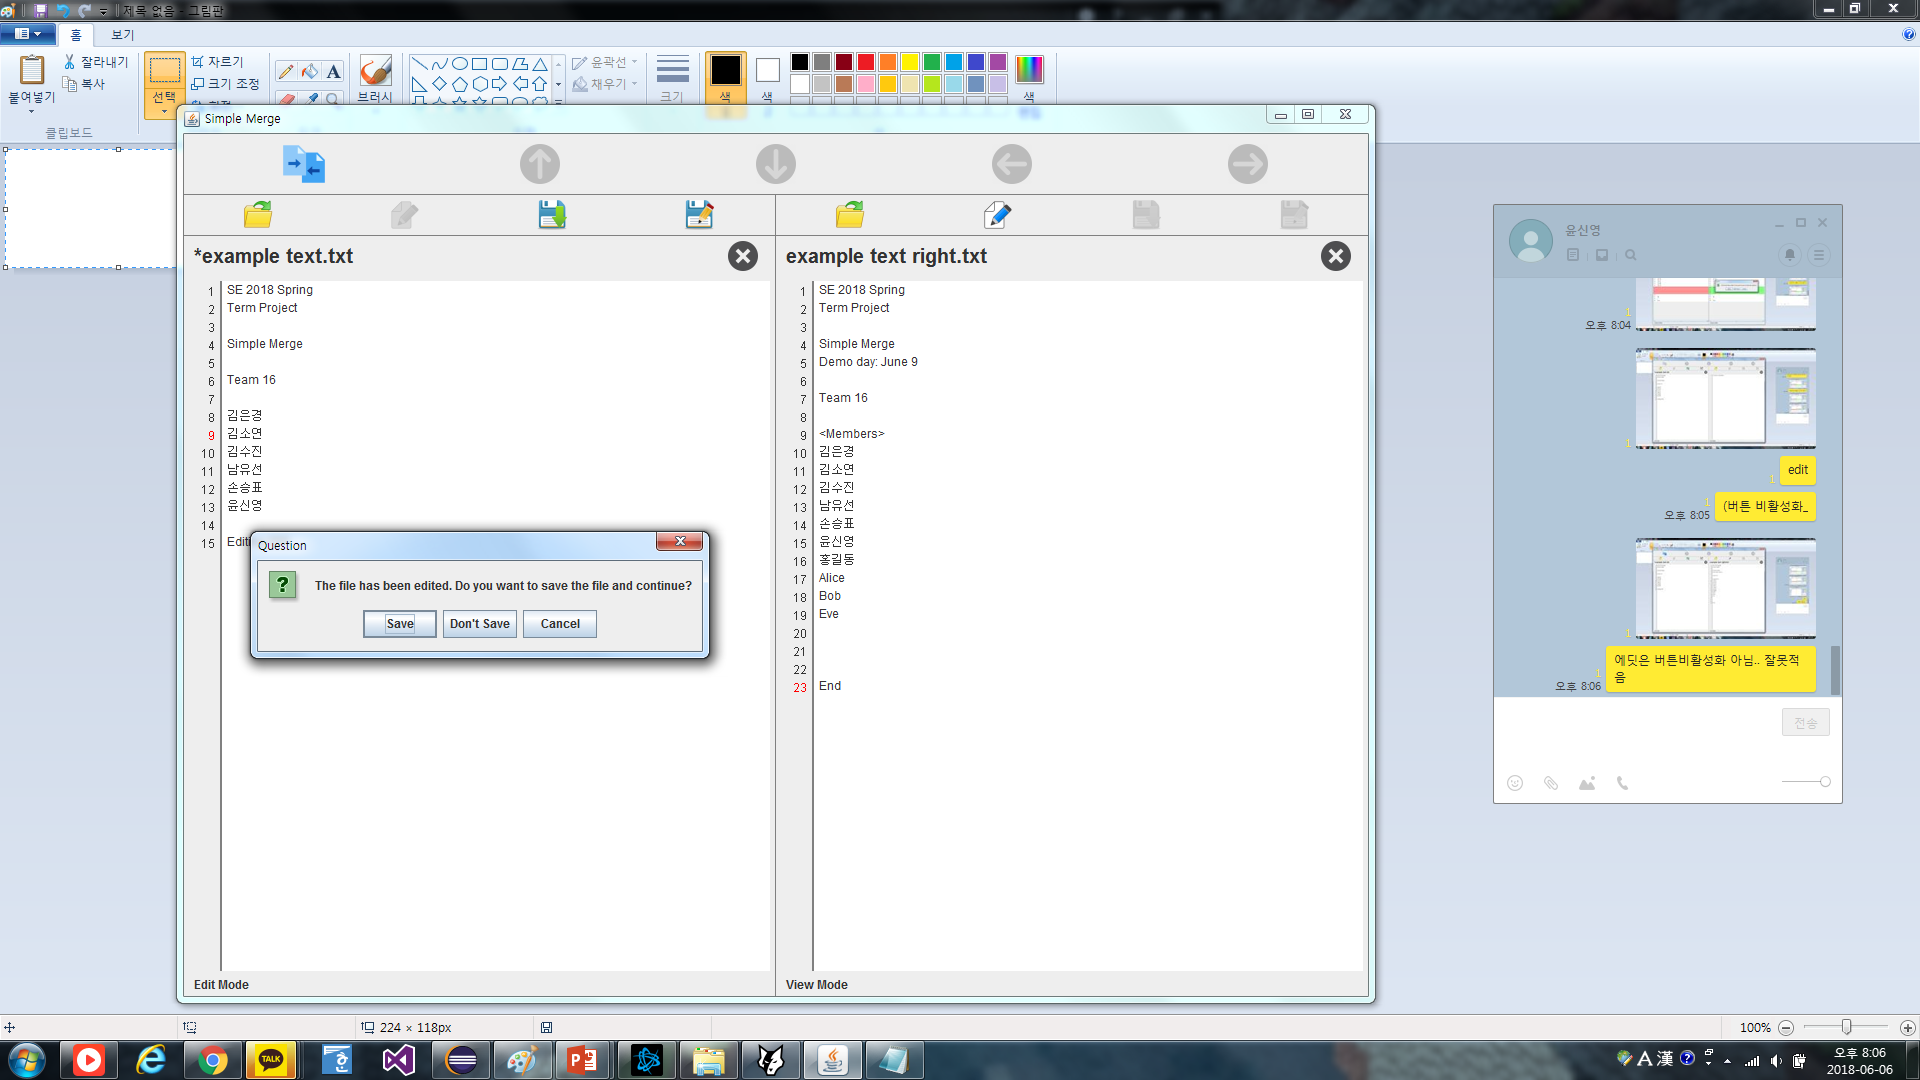 제목 없음 - 그림판
홈
보기
붙여넣기
잘라내기
복사
클립보드
선택
자르기
크기 조정
A
브러시
윤곽선
채우기
크기
색
색
색
Simple Merge
*example text.txt
1 SE 2018 Spring
2 Term Project
3
4 Simple Merge
5
6 Team 16
7
8 김은경
9 김소연
10 김수진
11 남유선
12 손승표
13 윤신영
14
15 Edit
Edit Mode
example text right.txt
1 SE 2018 Spring
2 Term Project
3
4 Simple Merge
5 Demo day: June 9
6
7 Team 16
8
9 <Members>
10 김은경
11 김소연
12 김수진
13 남유선
14 손승표
15 윤신영
16 홍길동
17 Alice
18 Bob
19 Eve
20
21
22
23 End
View Mode
Question
?
The file has been edited. Do you want to save the file and continue?
Save
Don't Save
Cancel
윤신영
1
오후 8:04
1
edit
1
(버튼 비활성화_
1
오후 8:05
1
에딧은 버튼비활성화 아님.. 잘못적
음
1
오후 8:06
전송
224 × 118px
100%
TALK
A 漢
오후 8:06
2018-06-06